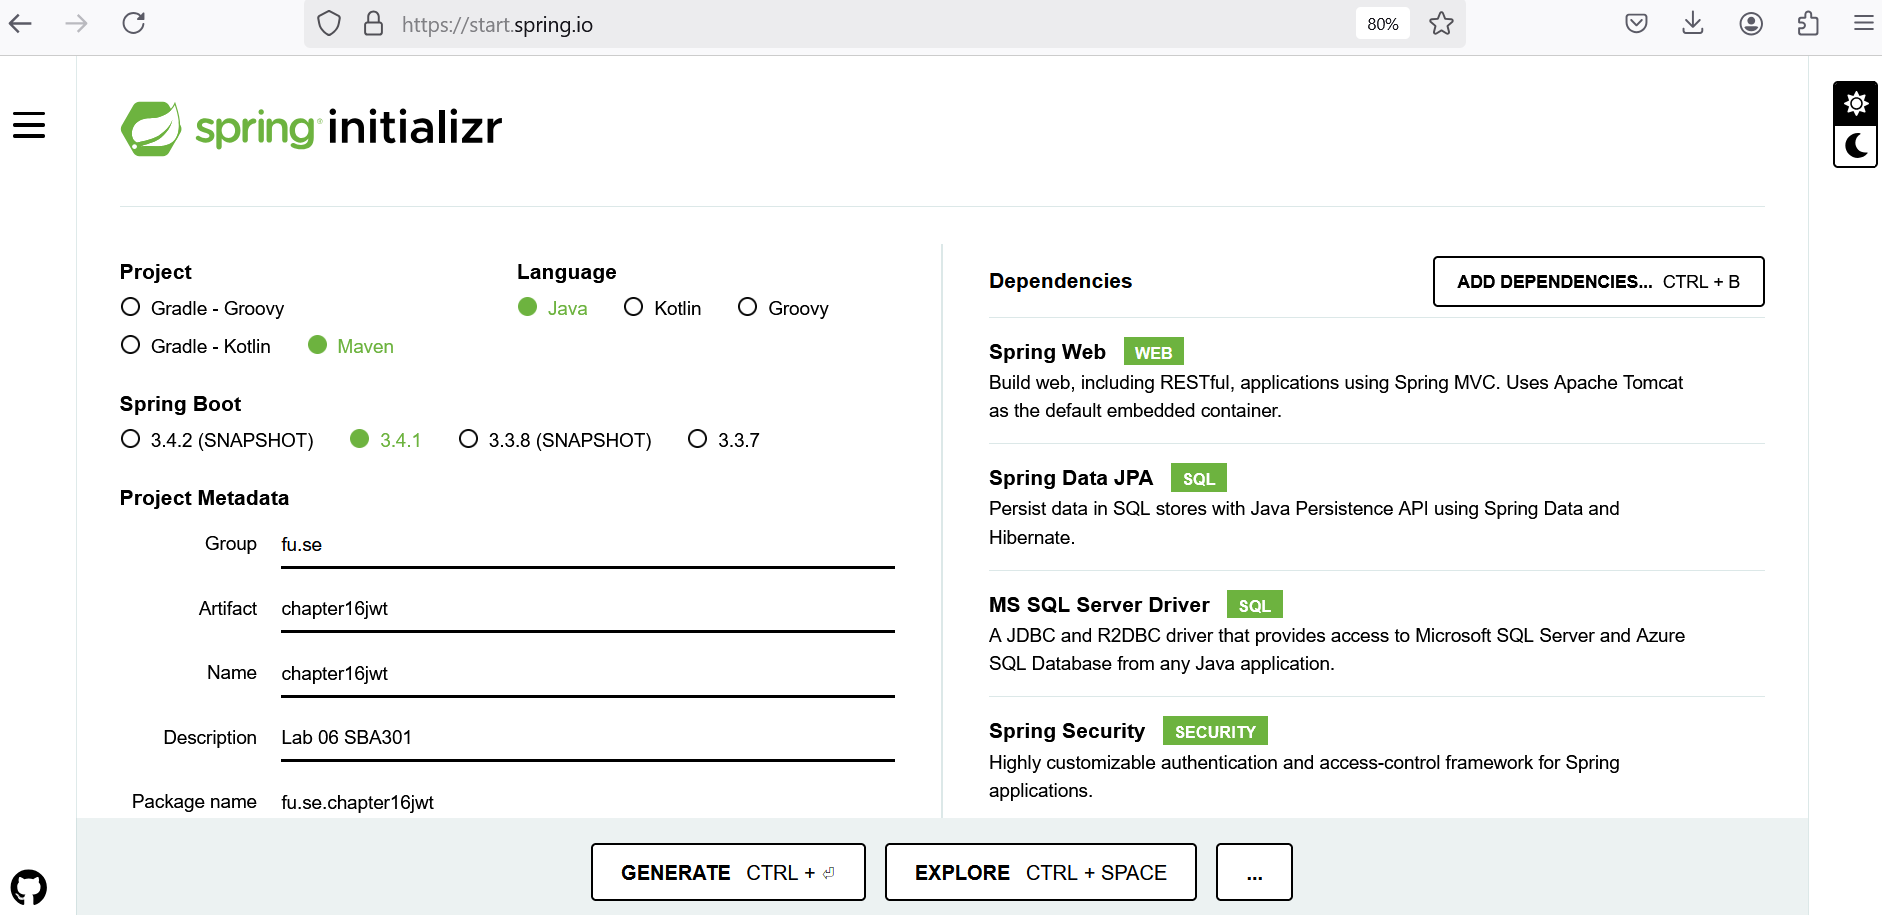 https://start.spring.io
80%
spring initializr
Project
Gradle - Groovy
Gradle - Kotlin
Maven
Language
Java
Kotlin
Groovy
Spring Boot
3.4.2 (SNAPSHOT)
3.4.1
3.3.8 (SNAPSHOT)
3.3.7
Project Metadata
Group
fu.se
Artifact
chapter16jwt
Name
chapter16jwt
Description
Lab 06 SBA301
Package name
fu.se.chapter16jwt
Dependencies
ADD DEPENDENCIES... CTRL + B
Spring Web WEB
Build web, including RESTful, applications using Spring MVC. Uses Apache Tomcat
as the default embedded container.
Spring Data JPA SQL
Persist data in SQL stores with Java Persistence API using Spring Data and
Hibernate.
MS SQL Server Driver SQL
A JDBC and R2DBC driver that provides access to Microsoft SQL Server and Azure
SQL Database from any Java application.
Spring Security SECURITY
Highly customizable authentication and access-control framework for Spring
applications.
GENERATE CTRL + ⏎
EXPLORE CTRL + SPACE
...